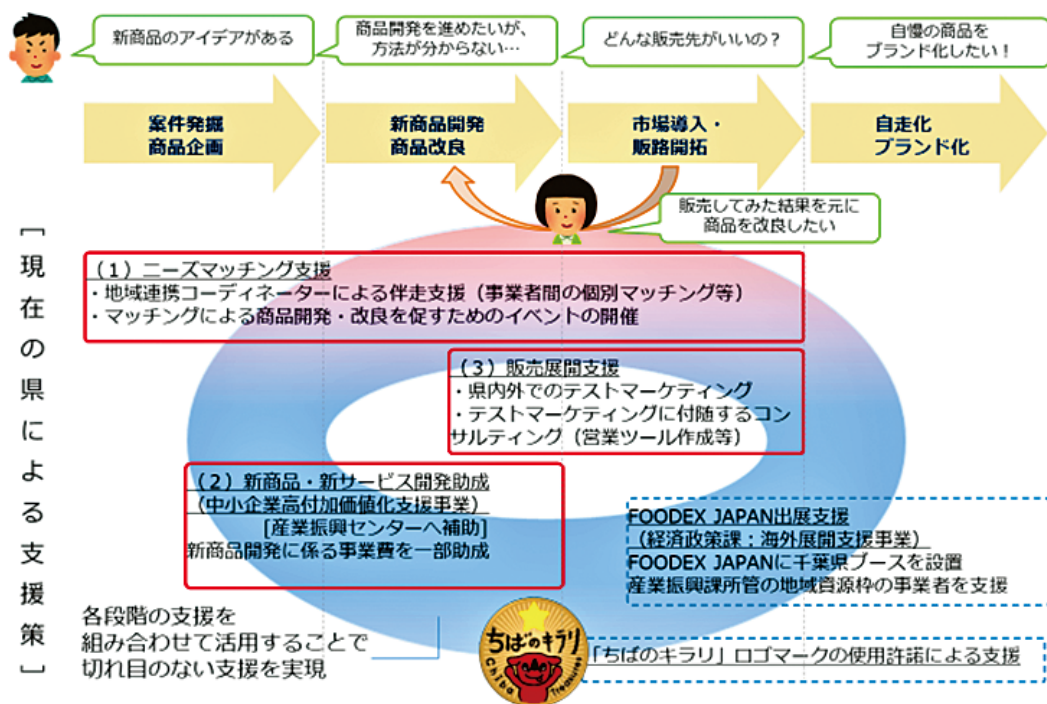 新商品のアイデアがある
商品開発を進めたいが、
方法が分からない…
どんな販売先がいいの？
自慢の商品を
ブランド化したい！
案件発掘
商品企画
新商品開発
商品改良
市場導入・
販路開拓
自走化
ブランド化
販売してみた結果を元に
商品を改良したい
［現在の県による支援策］
（１）ニーズマッチング支援
・地域連携コーディネーターによる伴走支援（事業者間の個別マッチング等）
・マッチングによる商品開発・改良を促すためのイベントの開催
（３）販売展開支援
・県内外でのテストマーケティング
・テストマーケティングに付随するコン
サルティング（営業ツール作成等）
（２）新商品・新サービス開発助成
（中小企業高付加価値化支援事業）
［産業振興センターへ補助］
新商品開発に係る事業費を一部助成
FOODEX JAPAN出展支援
（経済政策課：海外展開支援事業）
FOODEX JAPANに千葉県ブースを設置
産業振興課所管の地域資源枠の事業者を支援
各段階の支援を
組み合わせて活用することで
切れ目のない支援を実現
ちばのキラリ
Chiba Treasures
「ちばのキラリ」ロゴマークの使用許諾による支援